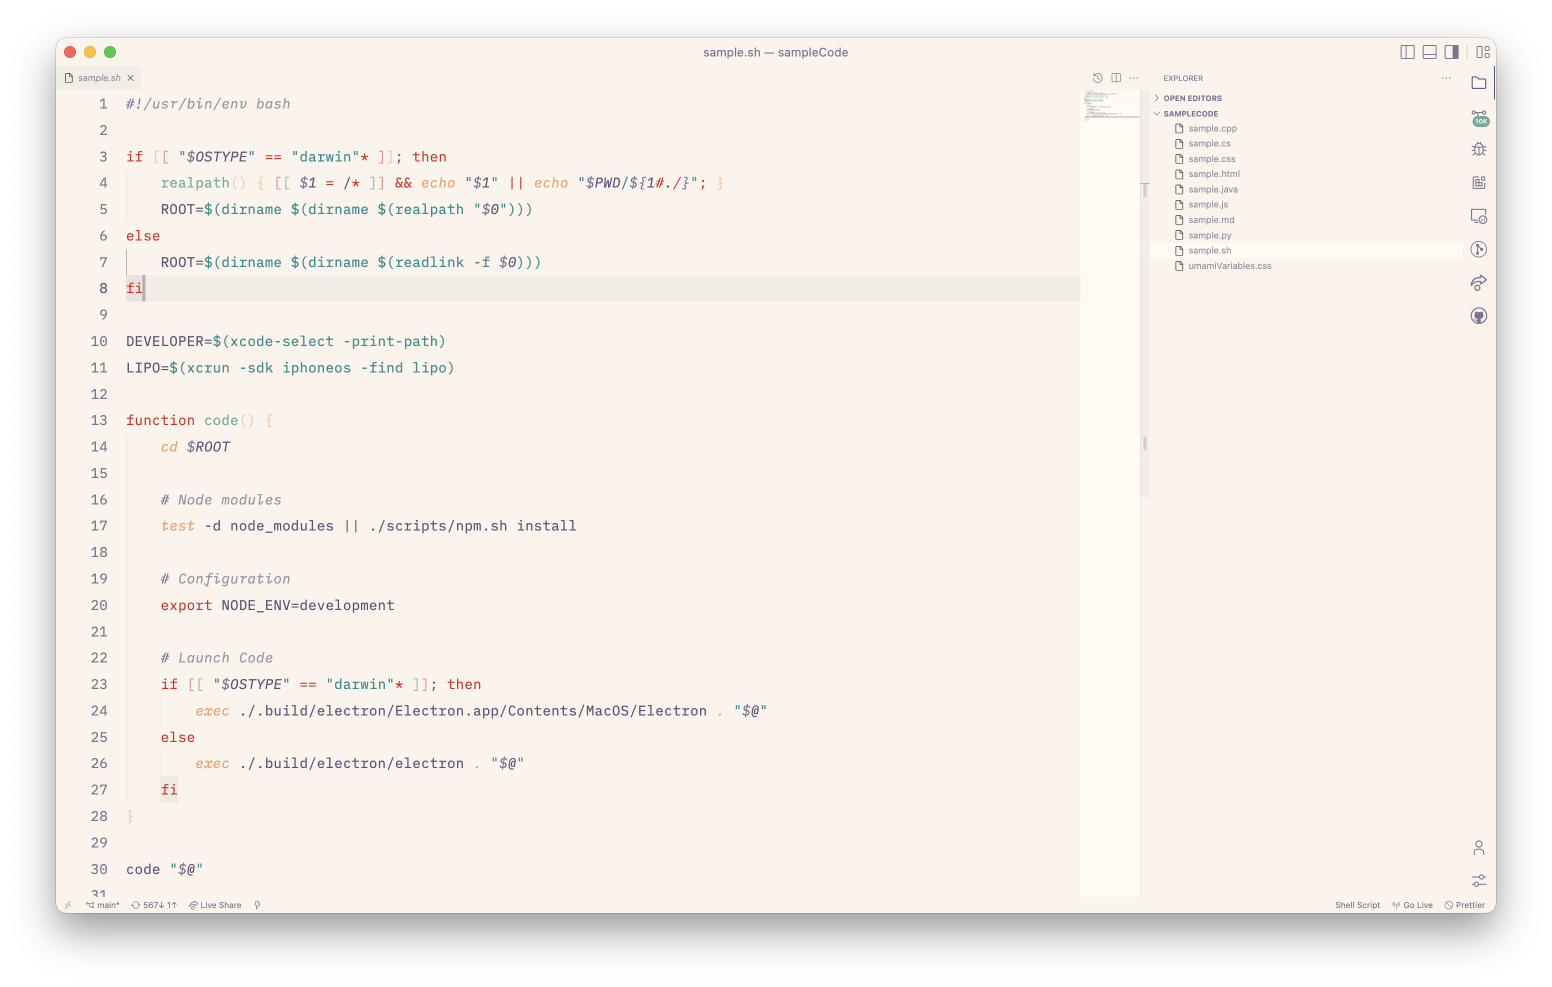 sample.sh — sampleCode
sample.sh
1 #!/usr/bin/env bash
2
3 if [[ "$OSTYPE" == "darwin"* ]]; then
4     realpath() { [[ $1 = /* ]] && echo "$1" || echo "$PWD/${1#./}"; }
5     ROOT=$(dirname $(dirname $(realpath "$0")))
6 else
7     ROOT=$(dirname $(dirname $(readlink -f $0)))
8 fi
9
10 DEVELOPER=$(xcode-select -print-path)
11 LIPO=$(xcrun -sdk iphoneos -find lipo)
12
13 function code() {
14     cd $ROOT
15
16     # Node modules
17     test -d node_modules || ./scripts/npm.sh install
18
19     # Configuration
20     export NODE_ENV=development
21
22     # Launch Code
23     if [[ "$OSTYPE" == "darwin"* ]]; then
24         exec ./.build/electron/Electron.app/Contents/MacOS/Electron . "$@"
25     else
26         exec ./.build/electron/electron . "$@"
27     fi
28 }
29
30 code "$@"
31
EXPLORER
OPEN EDITORS
SAMPLECODE
sample.cpp
sample.cs
sample.css
sample.html
sample.java
sample.js
sample.md
sample.py
sample.sh
umamiVariables.css
10K
main* 567↓ 1↑ Live Share
Shell Script Go Live Prettier